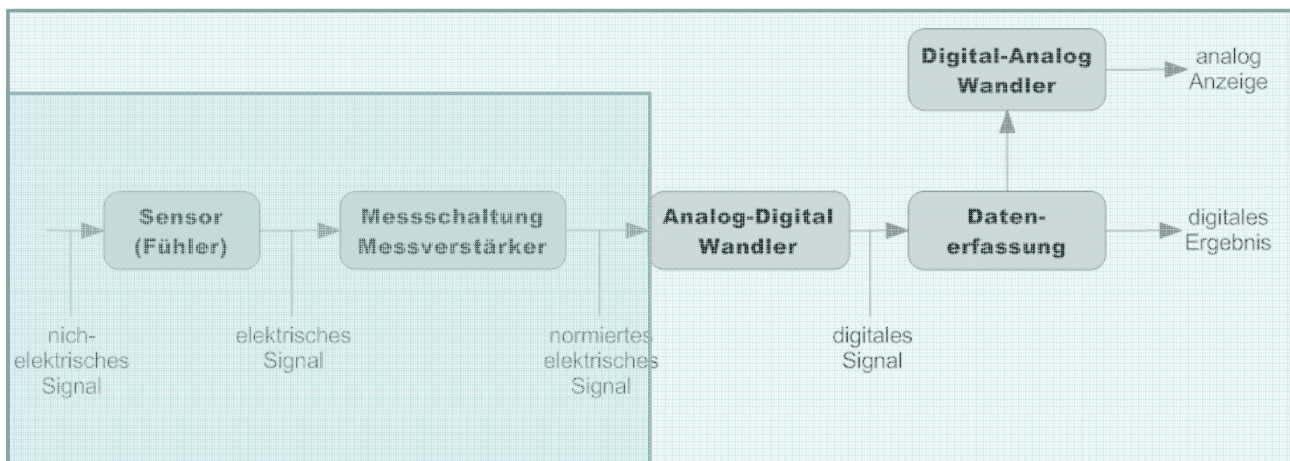 Digital-Analog
Wandler
analog
Anzeige
Sensor
(Fühler)
Messschaltung
Messverstärker
Analog-Digital
Wandler
Daten-
erfassung
digitales
Ergebnis
nich-
elektrisches
Signal
elektrisches
Signal
normiertes
elektrisches
Signal
digitales
Signal